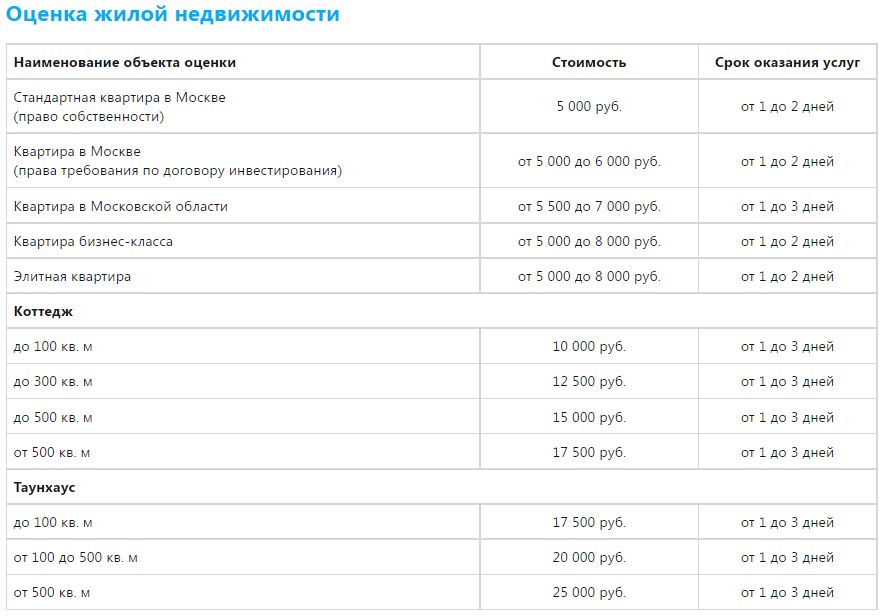 Оценка жилой недвижимости
Наименование объекта оценки Стоимость Срок оказания услуг
Стандартная квартира в Москве
(право собственности) 5 000 руб. от 1 до 2 дней
Квартира в Москве
(права требования по договору инвестирования) от 5 000 до 6 000 руб. от 1 до 2 дней
Квартира в Московской области от 5 500 до 7 000 руб. от 1 до 3 дней
Квартира бизнес-класса от 5 000 до 8 000 руб. от 1 до 2 дней
Элитная квартира от 5 000 до 8 000 руб. от 1 до 2 дней
Коттедж
до 100 кв. м 10 000 руб. от 1 до 3 дней
до 300 кв. м 12 500 руб. от 1 до 3 дней
до 500 кв. м 15 000 руб. от 1 до 3 дней
от 500 кв. м 17 500 руб. от 1 до 3 дней
Таунхаус
до 100 кв. м 17 500 руб. от 1 до 3 дней
от 100 до 500 кв. м 20 000 руб. от 1 до 3 дней
от 500 кв. м 25 000 руб. от 1 до 3 дней